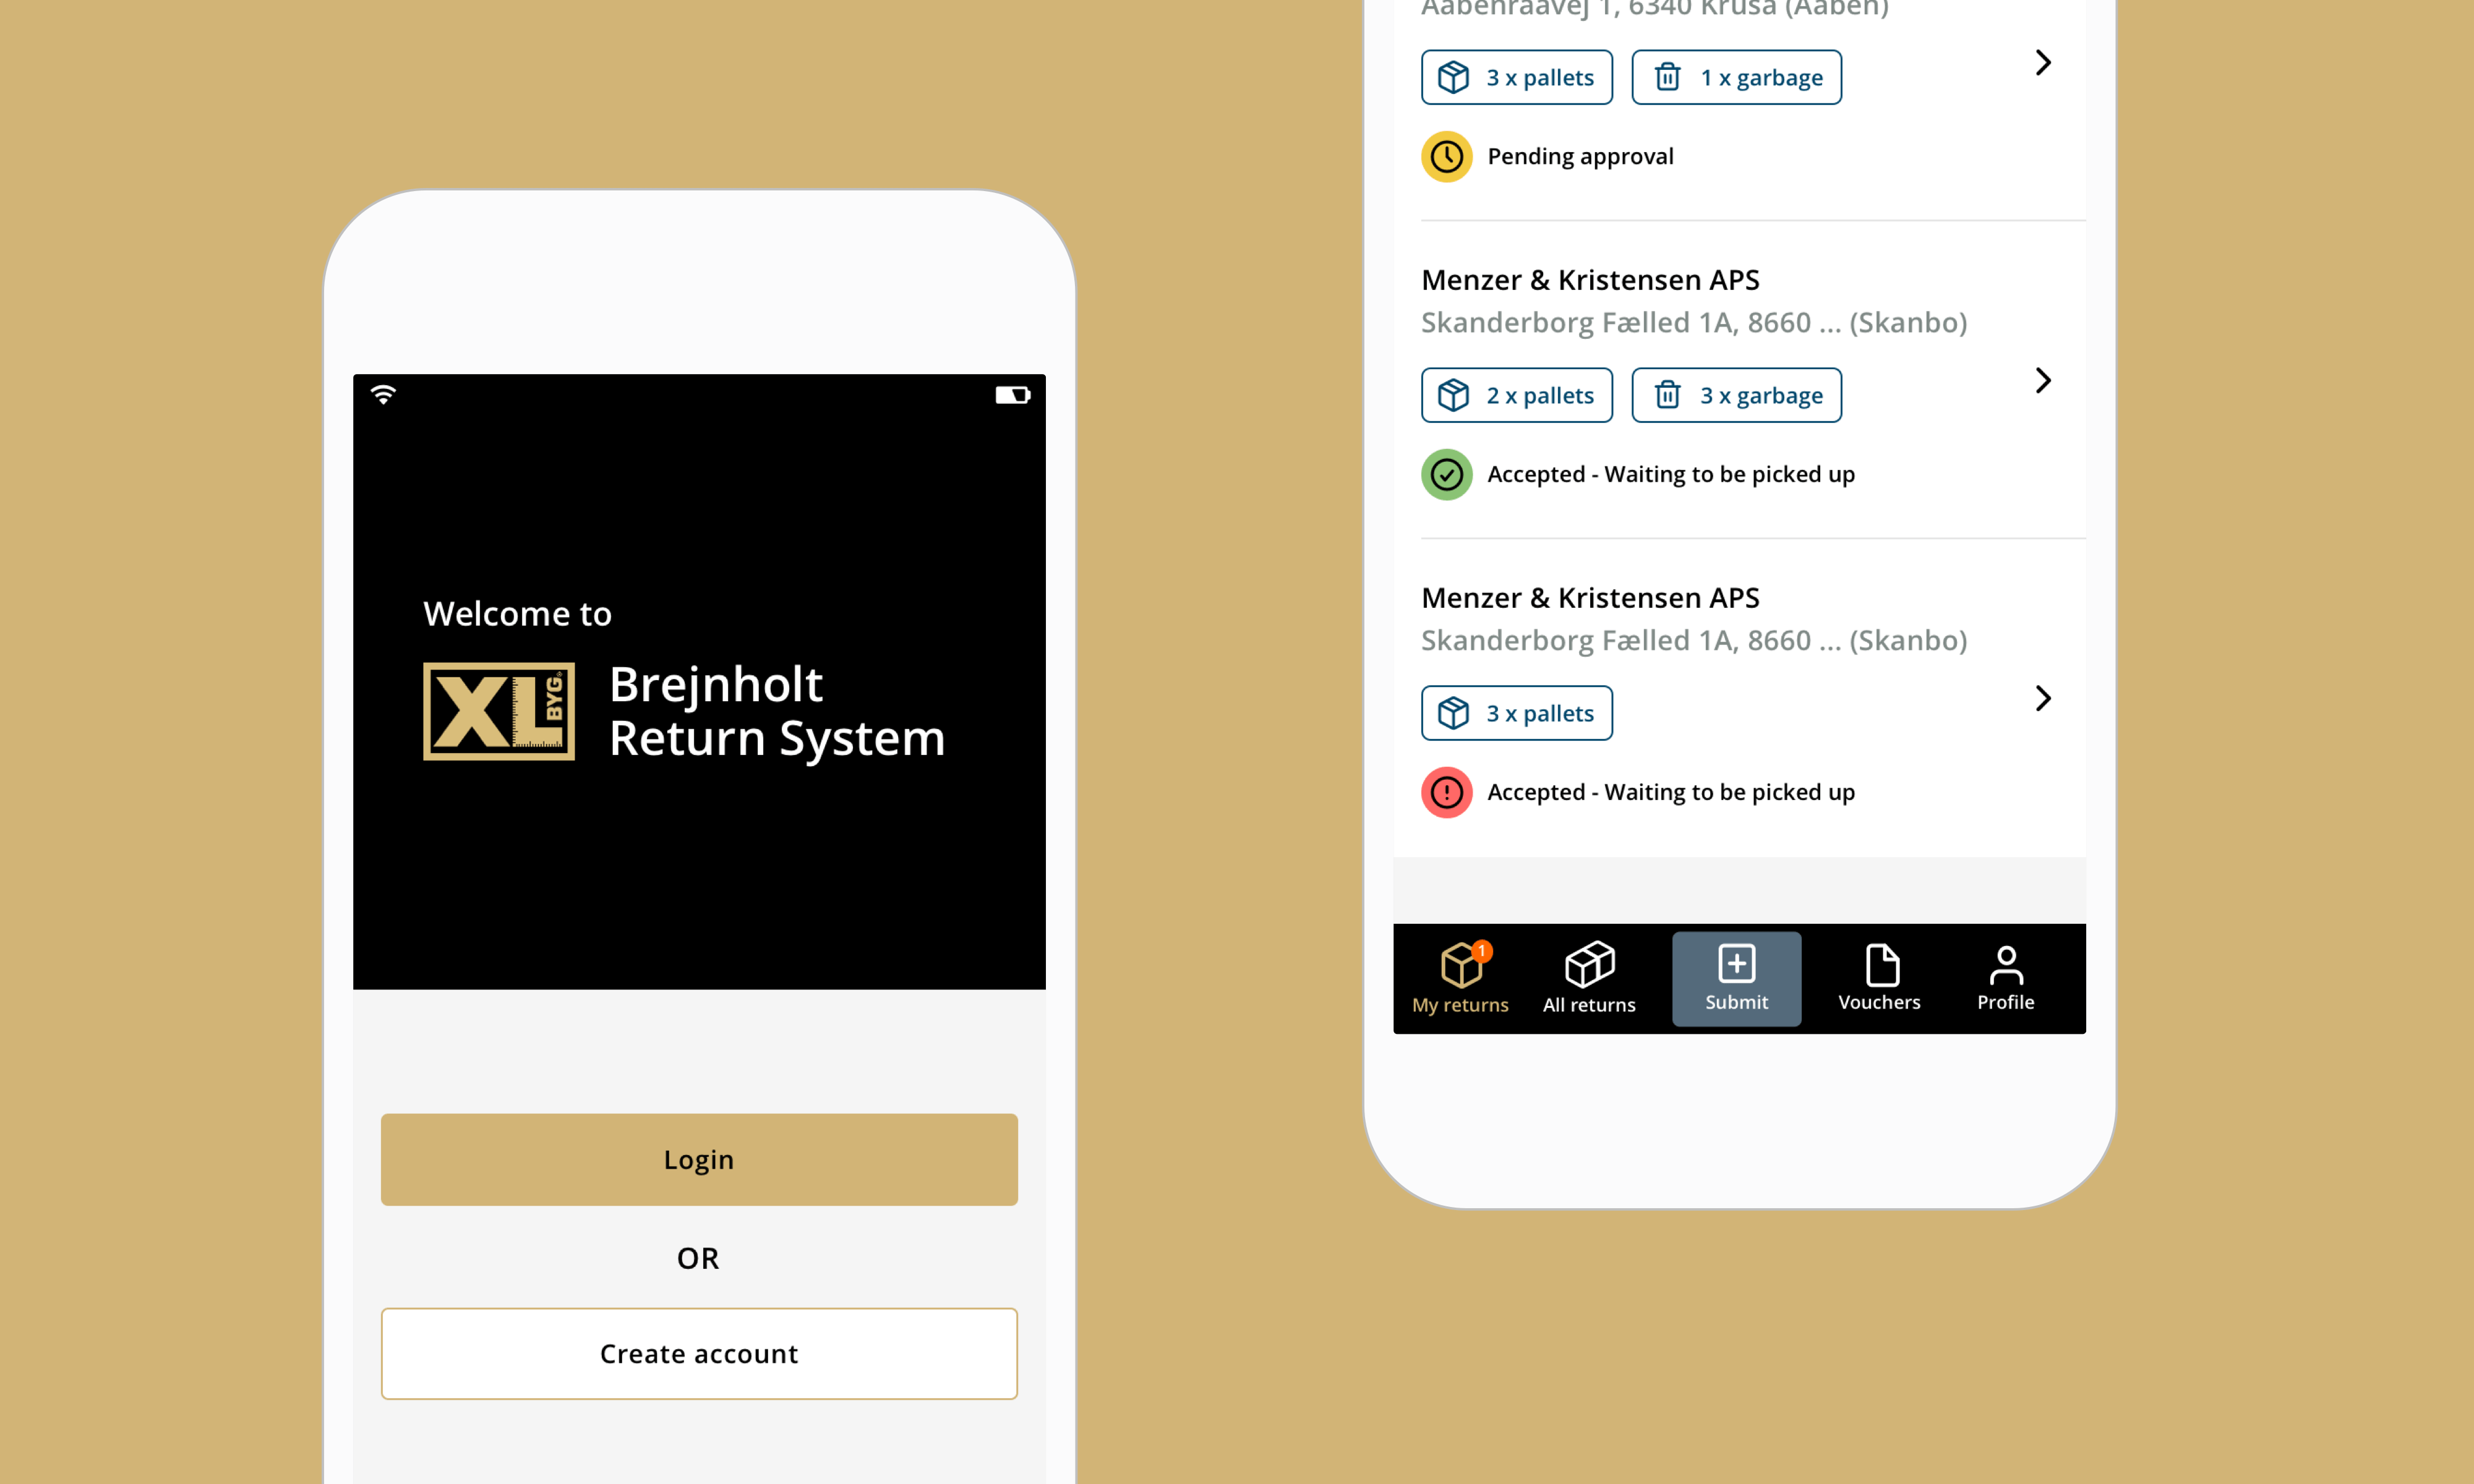 Welcome to
XL BYG®
Brejnholt
Return System
Login
OR
Create account
Aabenraavej 1, 6340 Kruså (Aaben)
3 x pallets
1 x garbage
Pending approval
Menzer & Kristensen APS
Skanderborg Fælled 1A, 8660 ... (Skanbo)
2 x pallets
3 x garbage
Accepted - Waiting to be picked up
Menzer & Kristensen APS
Skanderborg Fælled 1A, 8660 ... (Skanbo)
3 x pallets
Accepted - Waiting to be picked up
1
My returns
All returns
Submit
Vouchers
Profile